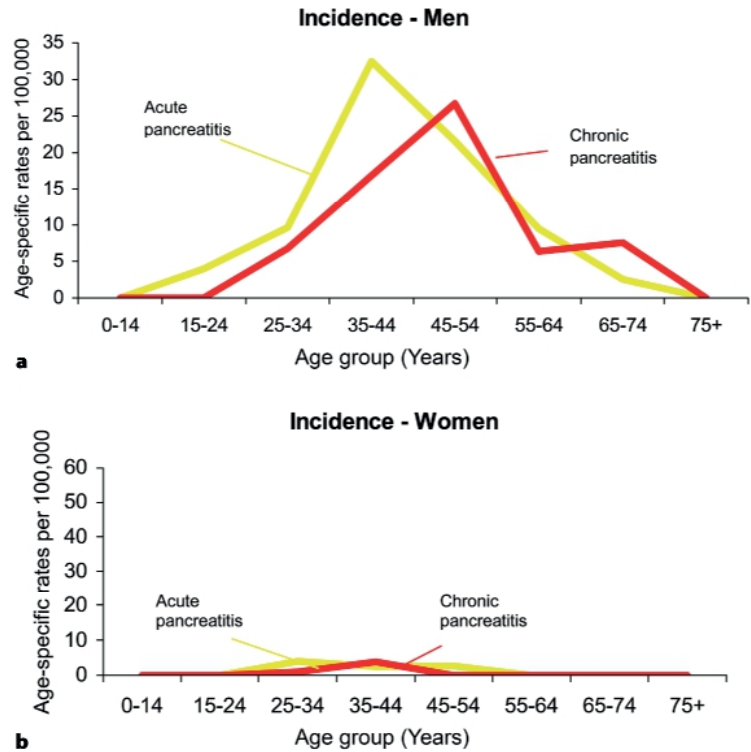 Incidence - Men
Age-specific rates per 100,000
35
30
25
20
15
10
5
0
Acute
pancreatitis
Chronic
pancreatitis
0-14 15-24 25-34 35-44 45-54 55-64 65-74 75+
Age group (Years)
a
Incidence - Women
Age-specific rates per 100,000
60
50
40
30
20
10
0
Acute
pancreatitis
Chronic
pancreatitis
0-14 15-24 25-34 35-44 45-54 55-64 65-74 75+
Age group (Years)
b